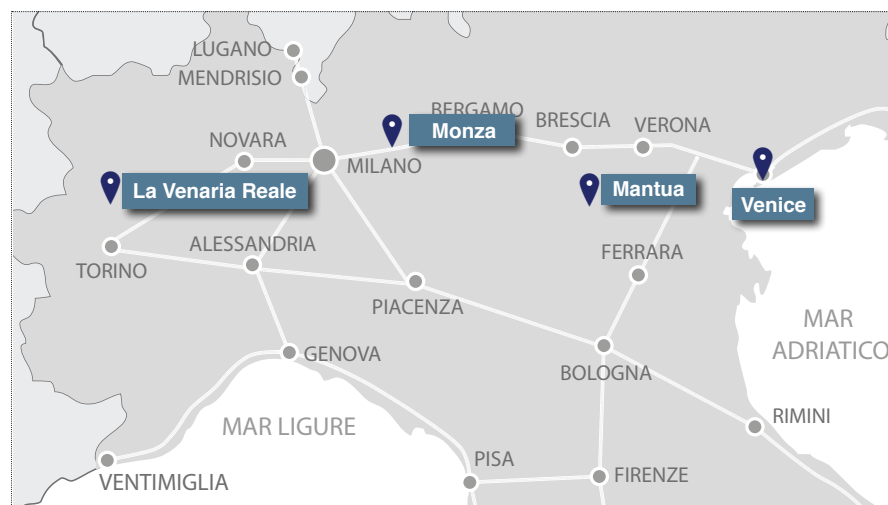 LUGANO
MENDRISIO
BERGAMO
Monza
BRESCIA
VERONA
NOVARA
MILANO
La Venaria Reale
Mantua
Venice
ALESSANDRIA
TORINO
FERRARA
PIACENZA
MAR
ADRIATICO
GENOVA
BOLOGNA
MAR LIGURE
RIMINI
PISA
FIRENZE
VENTIMIGLIA